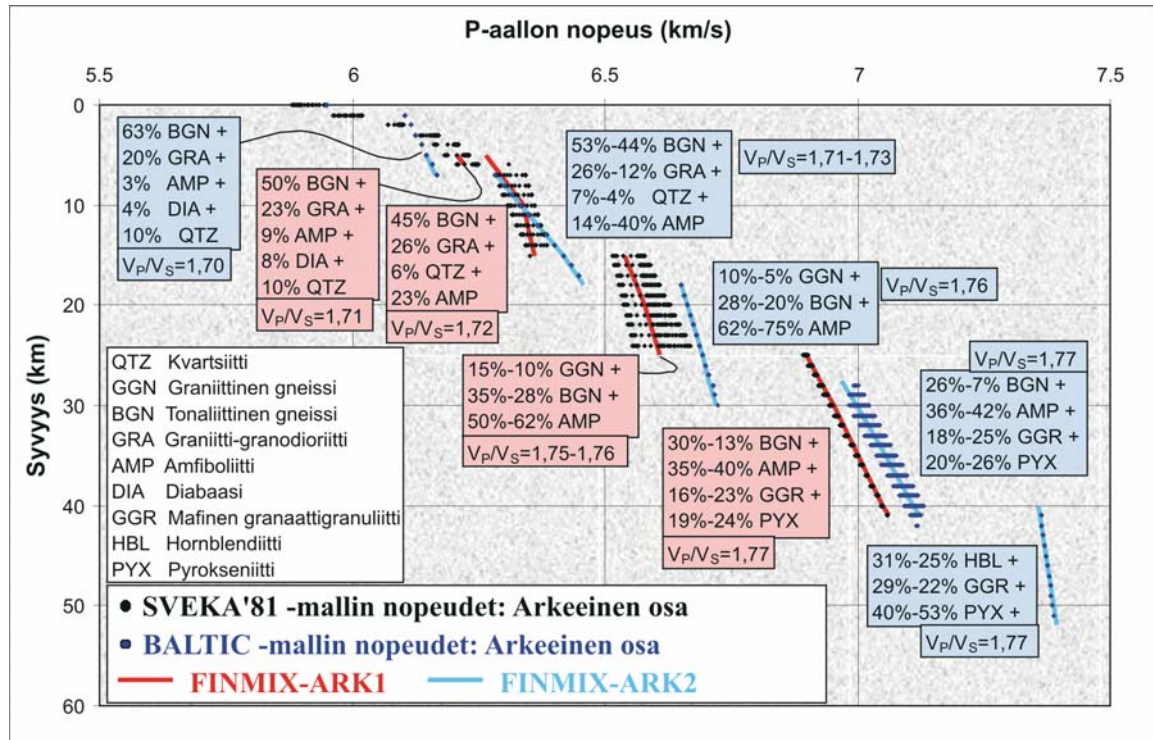 P-aallon nopeus (km/s)
5.5 6 6.5 7 7.5
Syvyys (km)
0
10
20
30
40
50
60
63% BGN +
20% GRA +
3% AMP +
4% DIA +
10% QTZ
VP/VS=1,70
50% BGN +
23% GRA +
9% AMP +
8% DIA +
10% QTZ
VP/VS=1,71
45% BGN +
26% GRA +
6% QTZ +
23% AMP
VP/VS=1,72
53%-44% BGN +
26%-12% GRA +
7%-4% QTZ +
14%-40% AMP
VP/VS=1,71-1,73
10%-5% GGN +
28%-20% BGN +
62%-75% AMP
VP/VS=1,76
15%-10% GGN +
35%-28% BGN +
50%-62% AMP
VP/VS=1,75-1,76
VP/VS=1,77
26%-7% BGN +
36%-42% AMP +
18%-25% GGR +
20%-26% PYX
30%-13% BGN +
35%-40% AMP +
16%-23% GGR +
19%-24% PYX
VP/VS=1,77
31%-25% HBL +
29%-22% GGR +
40%-53% PYX +
VP/VS=1,77
QTZ Kvartsiitti
GGN Graniittinen gneissi
BGN Tonaliittinen gneissi
GRA Graniitti-granodioriitti
AMP Amfiboliitti
DIA Diabaasi
GGR Mafinen granaattigranuliitti
HBL Hornblendiitti
PYX Pyrokseniitti
SVEKA'81 -mallin nopeudet: Arkeeinen osa
BALTIC -mallin nopeudet: Arkeeinen osa
FINMIX-ARK1 FINMIX-ARK2